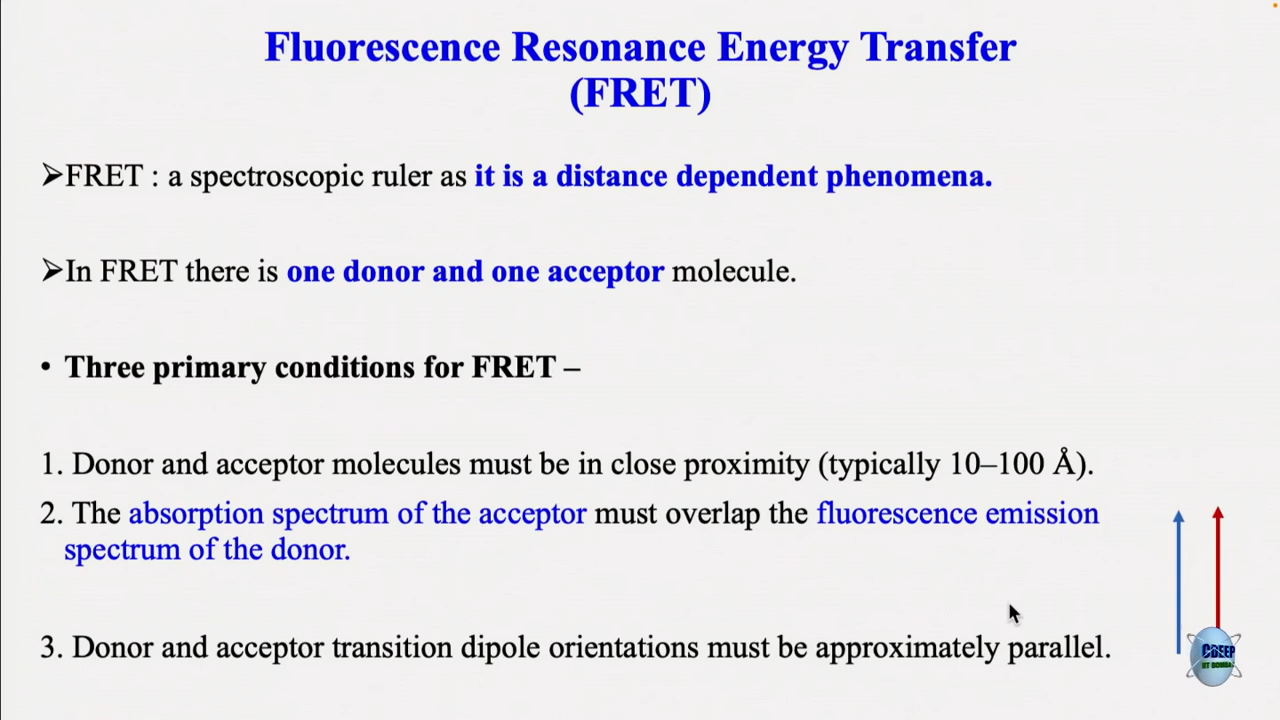 Fluorescence Resonance Energy Transfer
(FRET)
➢FRET : a spectroscopic ruler as it is a distance dependent phenomena.
➢In FRET there is one donor and one acceptor molecule.
• Three primary conditions for FRET –
1. Donor and acceptor molecules must be in close proximity (typically 10–100 Å).
2. The absorption spectrum of the acceptor must overlap the fluorescence emission
spectrum of the donor.
3. Donor and acceptor transition dipole orientations must be approximately parallel.
CDEEP
IIT BOMBAY